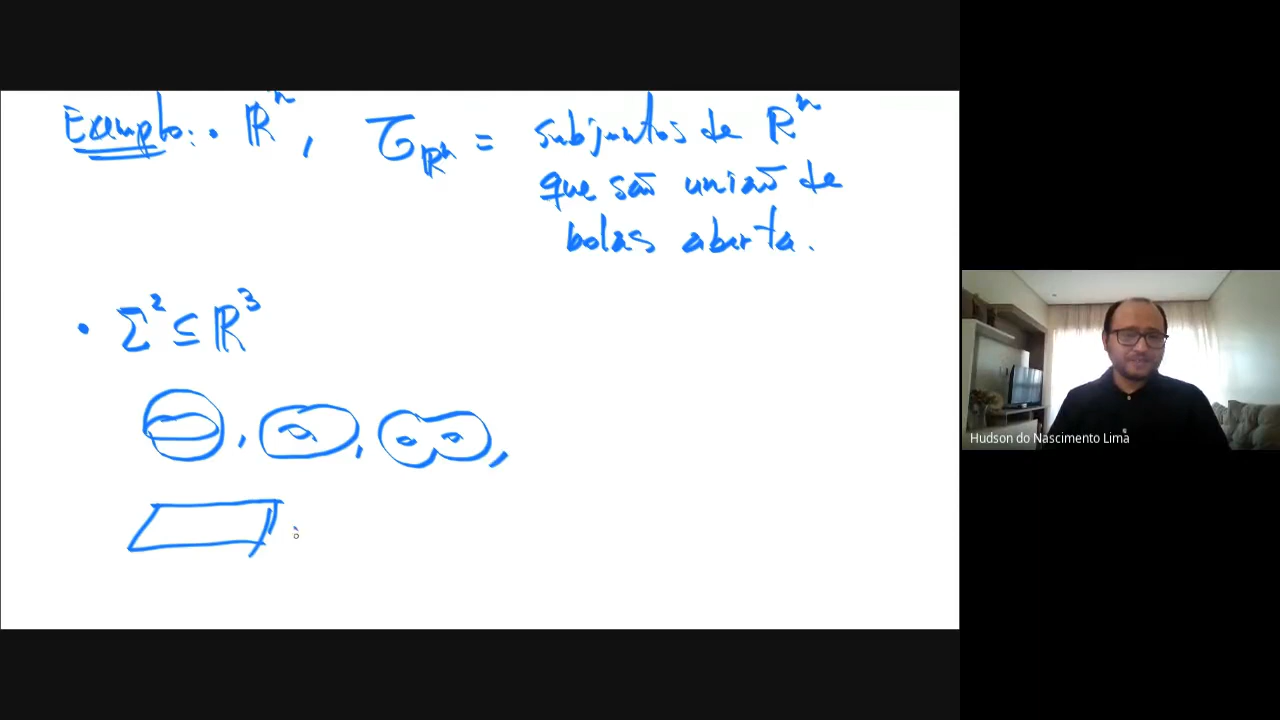 Exemplo: • ℝⁿ, τ_ℝⁿ = subjuntos de ℝⁿ
que são união de
bolas aberta.
• Σ² ⊆ ℝ³
Hudson do Nascimento Lima